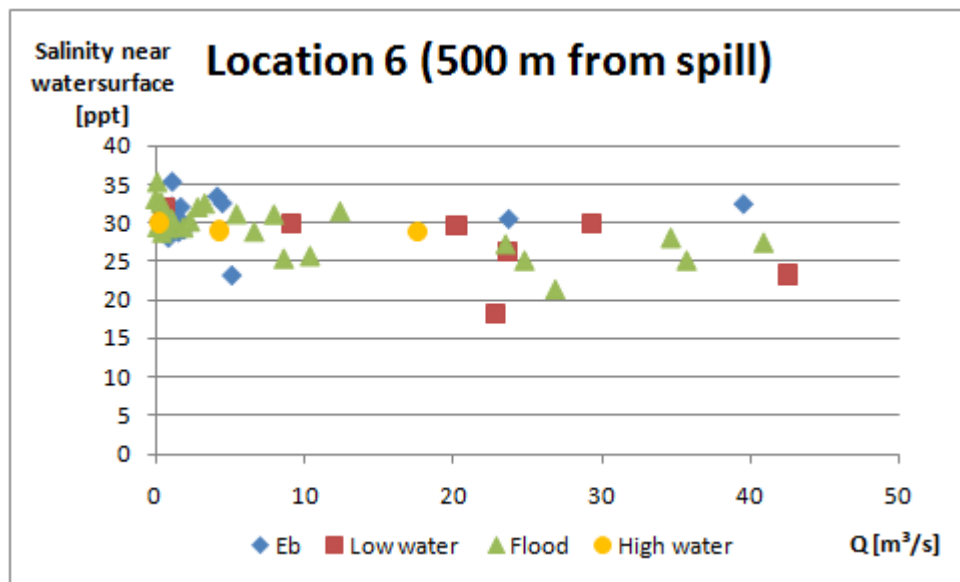 Salinity near
watersurface
[ppt]
Location 6 (500 m from spill)
40
35
30
25
20
15
10
5
0
0 10 20 30 40 50
Eb Low water Flood High water Q [m³/s]